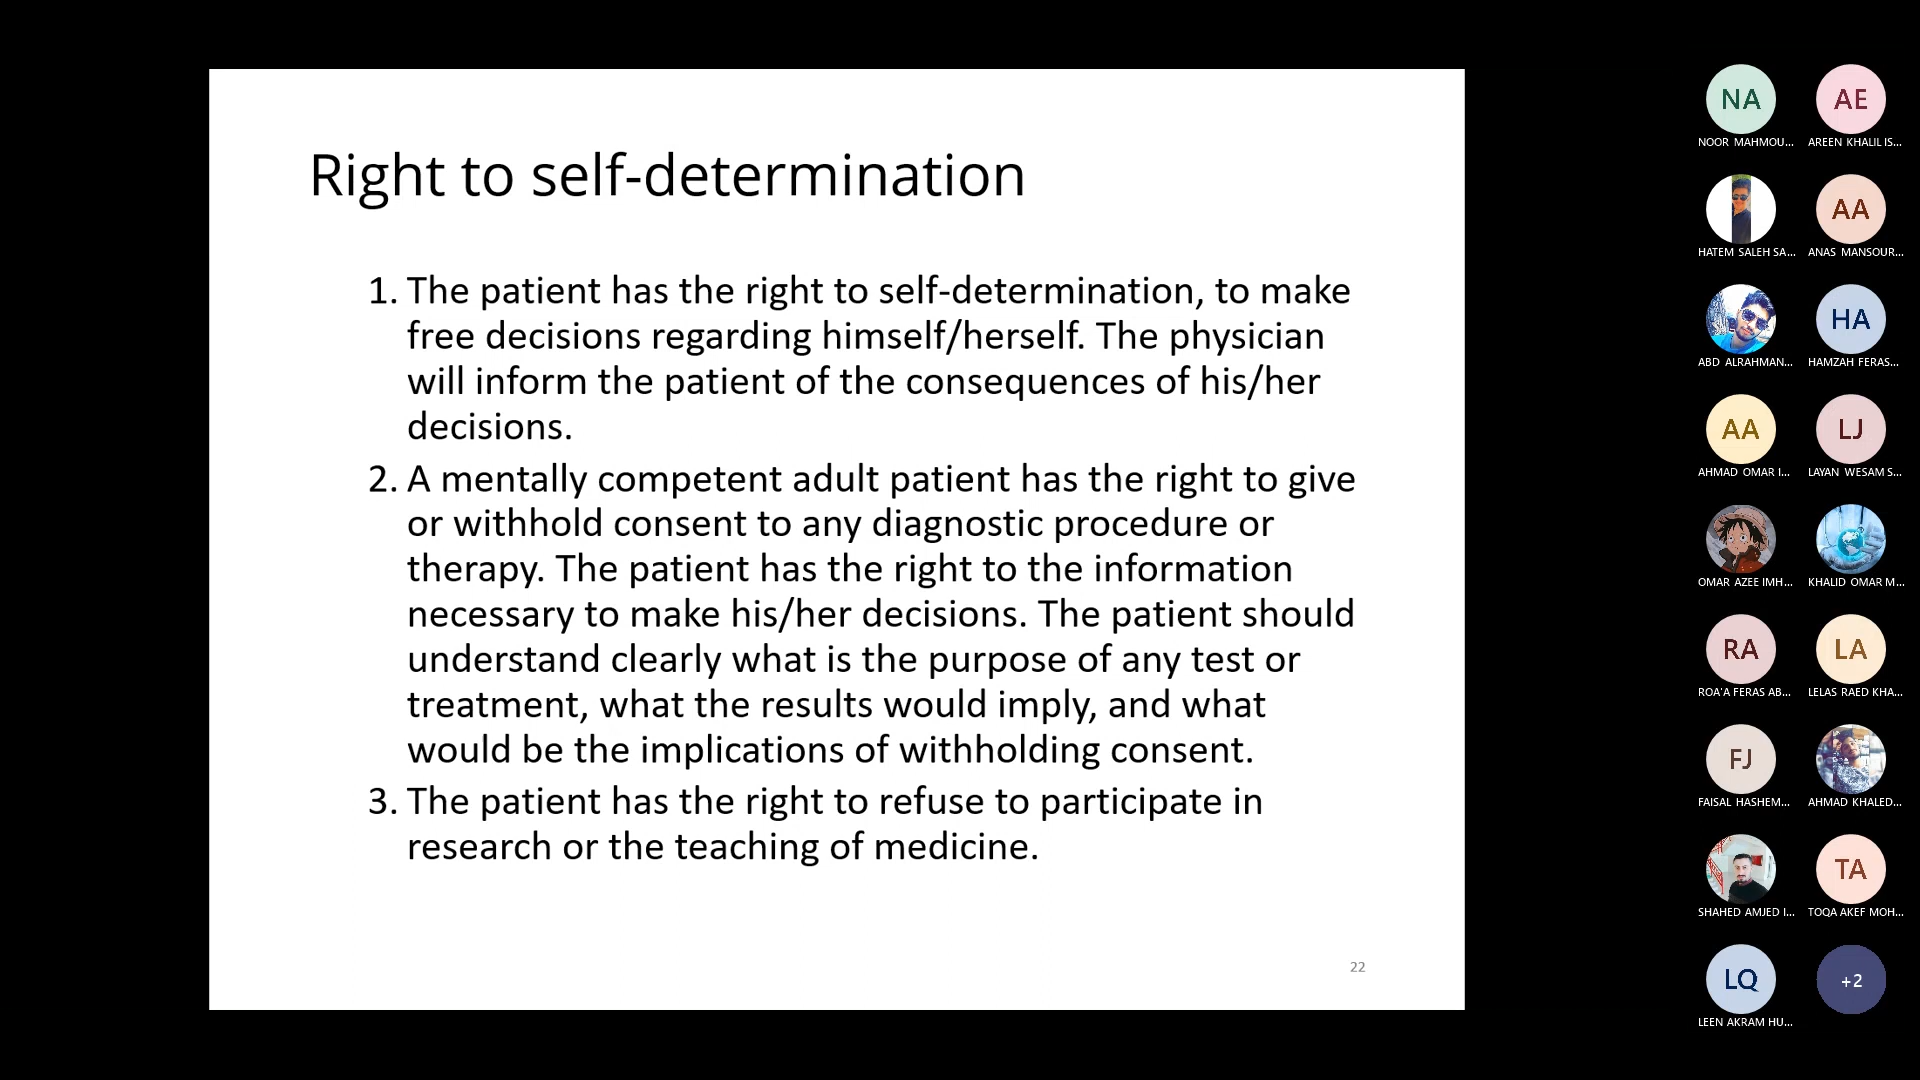 Right to self-determination
1. The patient has the right to self-determination, to make
free decisions regarding himself/herself. The physician
will inform the patient of the consequences of his/her
decisions.
2. A mentally competent adult patient has the right to give
or withhold consent to any diagnostic procedure or
therapy. The patient has the right to the information
necessary to make his/her decisions. The patient should
understand clearly what is the purpose of any test or
treatment, what the results would imply, and what
would be the implications of withholding consent.
3. The patient has the right to refuse to participate in
research or the teaching of medicine.
22
NA AE
NOOR MAHMOU... AREEN KHALIL IS...
AA
HATEM SALEH SA... ANAS MANSOUR...
HA
ABD ALRAHMAN... HAMZAH FERAS...
AA LJ
AHMAD OMAR I... LAYAN WESAM S...
OMAR AZEE IMH... KHALID OMAR M...
RA LA
ROA'A FERAS AB... LELAS RAED KHA...
FJ
FAISAL HASHEM... AHMAD KHALED...
TA
SHAHED AMJED I... TOQA AKEF MOH...
LQ +2
LEEN AKRAM HU...